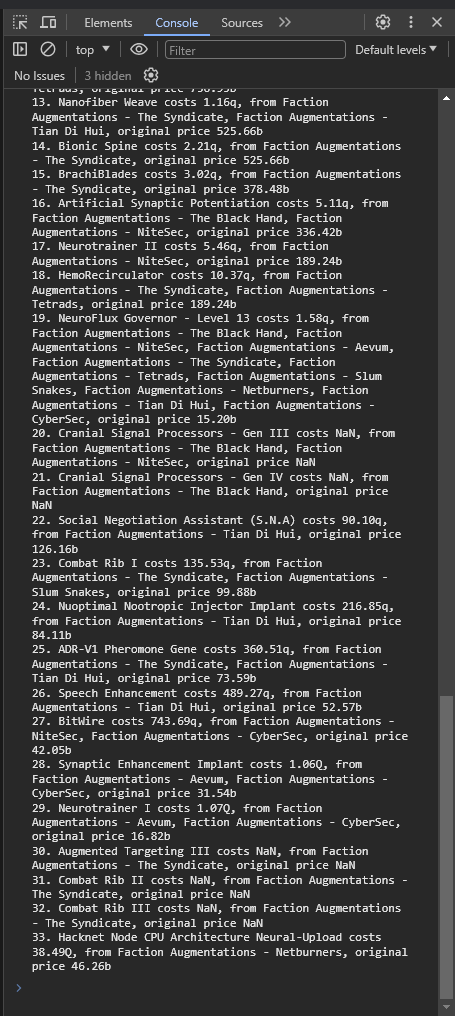 Elements Console Sources
top Filter Default levels
No Issues 3 hidden
Tetrads, original price 756.95b
13. Nanofiber Weave costs 1.16q, from Faction
Augmentations - The Syndicate, Faction Augmentations -
Tian Di Hui, original price 525.66b
14. Bionic Spine costs 2.21q, from Faction Augmentations
- The Syndicate, original price 525.66b
15. BrachiBlades costs 3.02q, from Faction Augmentations
- The Syndicate, original price 378.48b
16. Artificial Synaptic Potentiation costs 5.11q, from
Faction Augmentations - The Black Hand, Faction
Augmentations - NiteSec, original price 336.42b
17. Neurotrainer II costs 5.46q, from Faction
Augmentations - NiteSec, original price 189.24b
18. HemoRecirculator costs 10.37q, from Faction
Augmentations - The Syndicate, Faction Augmentations -
Tetrads, original price 189.24b
19. NeuroFlux Governor - Level 13 costs 1.58q, from
Faction Augmentations - The Black Hand, Faction
Augmentations - NiteSec, Faction Augmentations - Aevum,
Faction Augmentations - The Syndicate, Faction
Augmentations - Tetrads, Faction Augmentations - Slum
Snakes, Faction Augmentations - Netburners, Faction
Augmentations - Tian Di Hui, Faction Augmentations -
CyberSec, original price 15.20b
20. Cranial Signal Processors - Gen III costs NaN, from
Faction Augmentations - The Black Hand, Faction
Augmentations - NiteSec, original price NaN
21. Cranial Signal Processors - Gen IV costs NaN, from
Faction Augmentations - The Black Hand, original price
NaN
22. Social Negotiation Assistant (S.N.A) costs 90.10q,
from Faction Augmentations - Tian Di Hui, original price
126.16b
23. Combat Rib I costs 135.53q, from Faction
Augmentations - The Syndicate, Faction Augmentations -
Slum Snakes, original price 99.88b
24. Nuoptimal Nootropic Injector Implant costs 216.85q,
from Faction Augmentations - Tian Di Hui, original price
84.11b
25. ADR-V1 Pheromone Gene costs 360.51q, from Faction
Augmentations - The Syndicate, Faction Augmentations -
Tian Di Hui, original price 73.59b
26. Speech Enhancement costs 489.27q, from Faction
Augmentations - Tian Di Hui, original price 52.57b
27. BitWire costs 743.69q, from Faction Augmentations -
NiteSec, Faction Augmentations - CyberSec, original price
42.05b
28. Synaptic Enhancement Implant costs 1.06Q, from
Faction Augmentations - Aevum, Faction Augmentations -
CyberSec, original price 31.54b
29. Neurotrainer I costs 1.07Q, from Faction
Augmentations - Aevum, Faction Augmentations - CyberSec,
original price 16.82b
30. Augmented Targeting III costs NaN, from Faction
Augmentations - The Syndicate, original price NaN
31. Combat Rib II costs NaN, from Faction Augmentations -
The Syndicate, original price NaN
32. Combat Rib III costs NaN, from Faction Augmentations
- The Syndicate, original price NaN
33. Hacknet Node CPU Architecture Neural-Upload costs
38.49Q, from Faction Augmentations - Netburners, original
price 46.26b